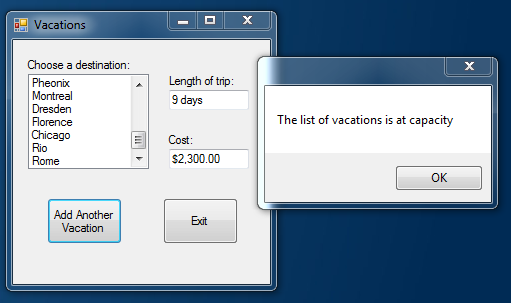 Vacations
Choose a destination:
Pheonix
Montreal
Dresden
Florence
Chicago
Rio
Rome
Length of trip:
9 days
Cost:
$2,300.00
Add Another
Vacation
Exit
The list of vacations is at capacity
OK